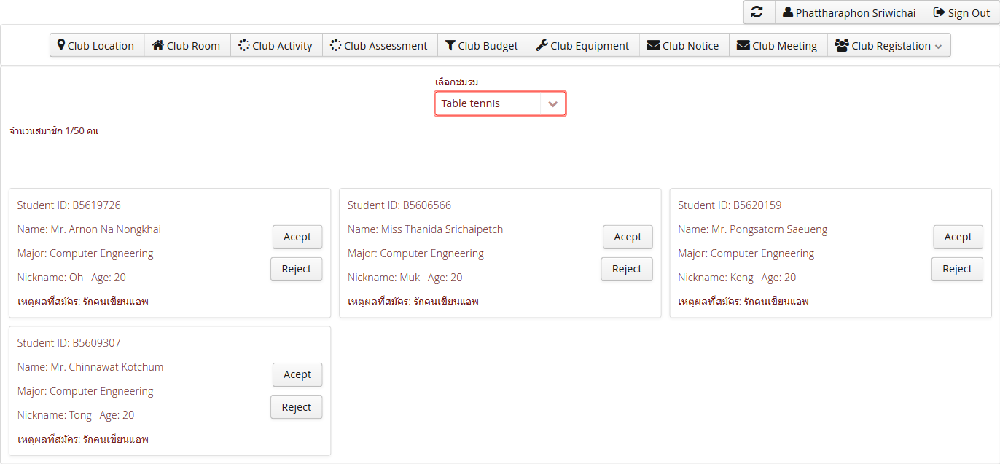 Phattharaphon Sriwichai Sign Out
Club Location Club Room Club Activity Club Assessment Club Budget Club Equipment Club Notice Club Meeting Club Registation
เลือกชมรม
Table tennis
จำนวนสมาชิก 1/50 คน
Student ID: B5619726
Name: Mr. Arnon Na Nongkhai
Major: Computer Engneering
Nickname: Oh Age: 20
เหตุผลที่สมัคร: รักคนเขียนแอพ
Acept
Reject
Student ID: B5606566
Name: Miss Thanida Srichaipetch
Major: Computer Engneering
Nickname: Muk Age: 20
เหตุผลที่สมัคร: รักคนเขียนแอพ
Acept
Reject
Student ID: B5620159
Name: Mr. Pongsatorn Saeueng
Major: Computer Engneering
Nickname: Keng Age: 20
เหตุผลที่สมัคร: รักคนเขียนแอพ
Acept
Reject
Student ID: B5609307
Name: Mr. Chinnawat Kotchum
Major: Computer Engneering
Nickname: Tong Age: 20
เหตุผลที่สมัคร: รักคนเขียนแอพ
Acept
Reject